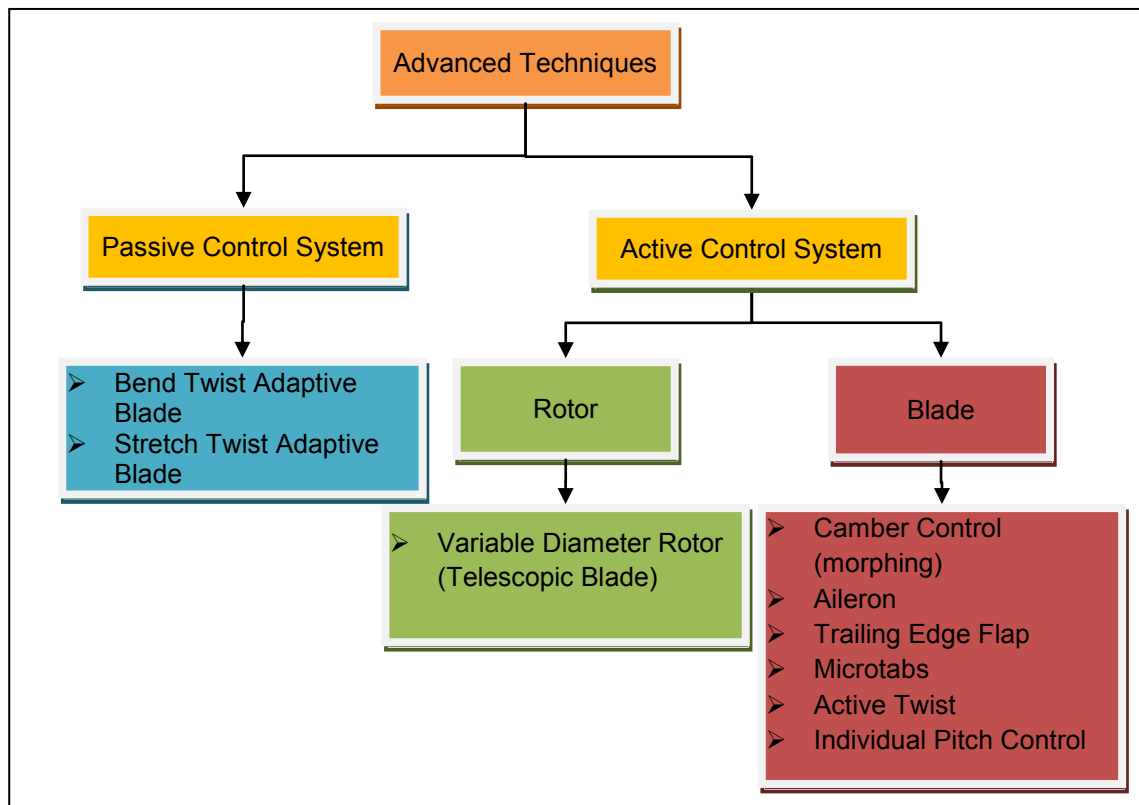 Advanced Techniques
Passive Control System
Active Control System
➢ Bend Twist Adaptive
Blade
➢ Stretch Twist Adaptive
Blade
Rotor
Blade
➢ Variable Diameter Rotor
(Telescopic Blade)
➢ Camber Control
(morphing)
➢ Aileron
➢ Trailing Edge Flap
➢ Microtabs
➢ Active Twist
➢ Individual Pitch Control